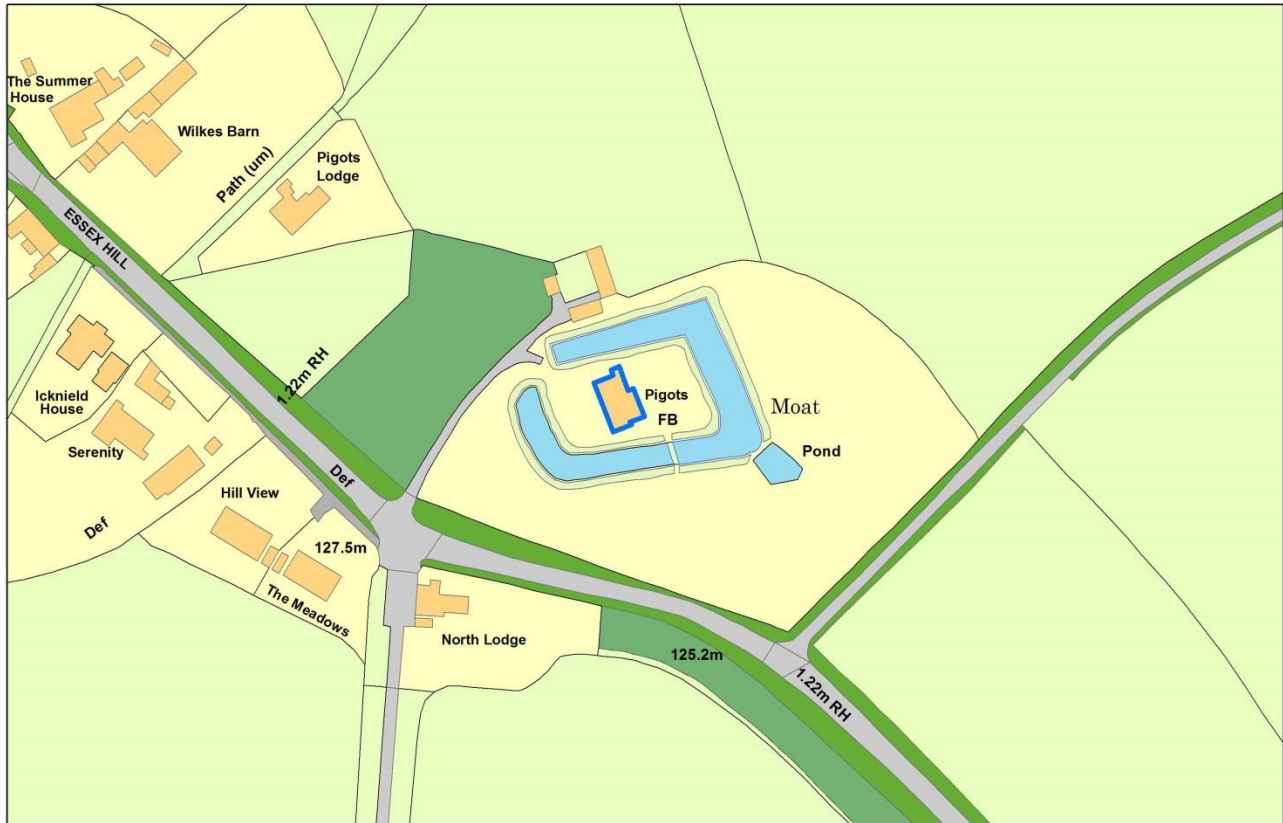 The Summer
House
Wilkes Barn
Path (um)
Pigots
Lodge
ESSEX HILL
1.22m RH
Icknield
House
Serenity
Def
Hill View
Def
127.5m
The Meadows
North Lodge
Pigots
FB
Moat
Pond
125.2m
1.22m RH